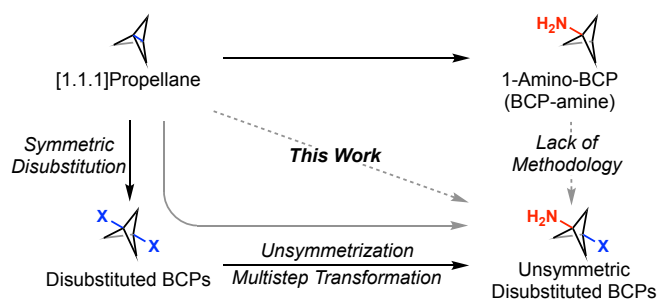 H₂N
[1.1.1]Propellane
1-Amino-BCP
(BCP-amine)
Symmetric
Disubstitution
This Work
Lack of
Methodology
X
X
H₂N
X
Unsymmetrization
Multistep Transformation
Disubstituted BCPs
Unsymmetric
Disubstituted BCPs